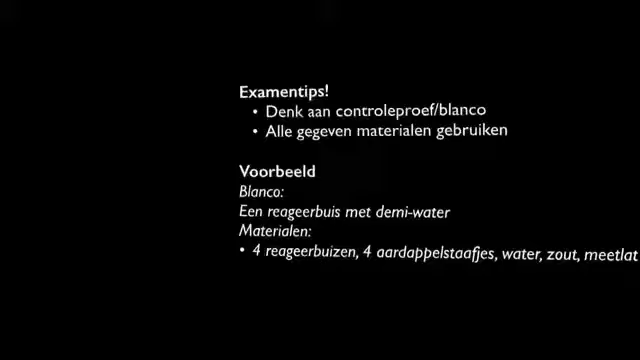 Examentips!
• Denk aan controleproef/blanco
• Alle gegeven materialen gebruiken
Voorbeeld
Blanco:
Een reageerbuis met demi-water
Materialen:
• 4 reageerbuizen, 4 aardappelstaafjes, water, zout, meetlat